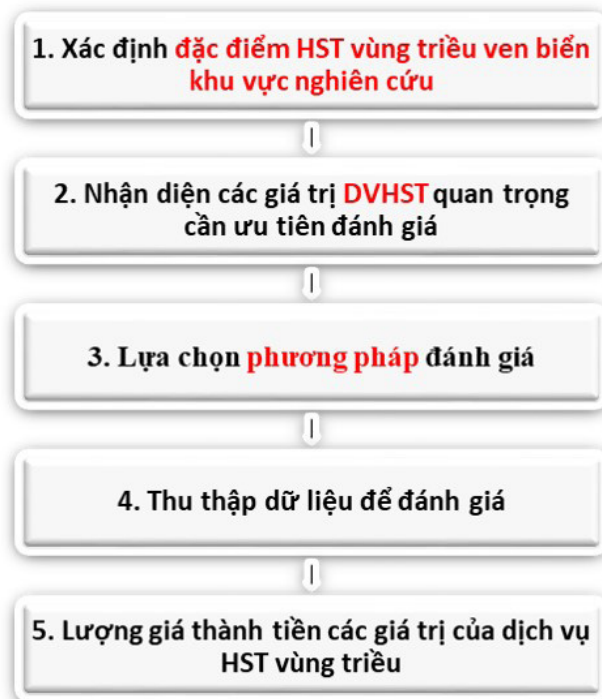 1. Xác định đặc điểm HST vùng triều ven biển
khu vực nghiên cứu
2. Nhận diện các giá trị DVHST quan trọng
cần ưu tiên đánh giá
3. Lựa chọn phương pháp đánh giá
4. Thu thập dữ liệu để đánh giá
5. Lượng giá thành tiền các giá trị của dịch vụ
HST vùng triều